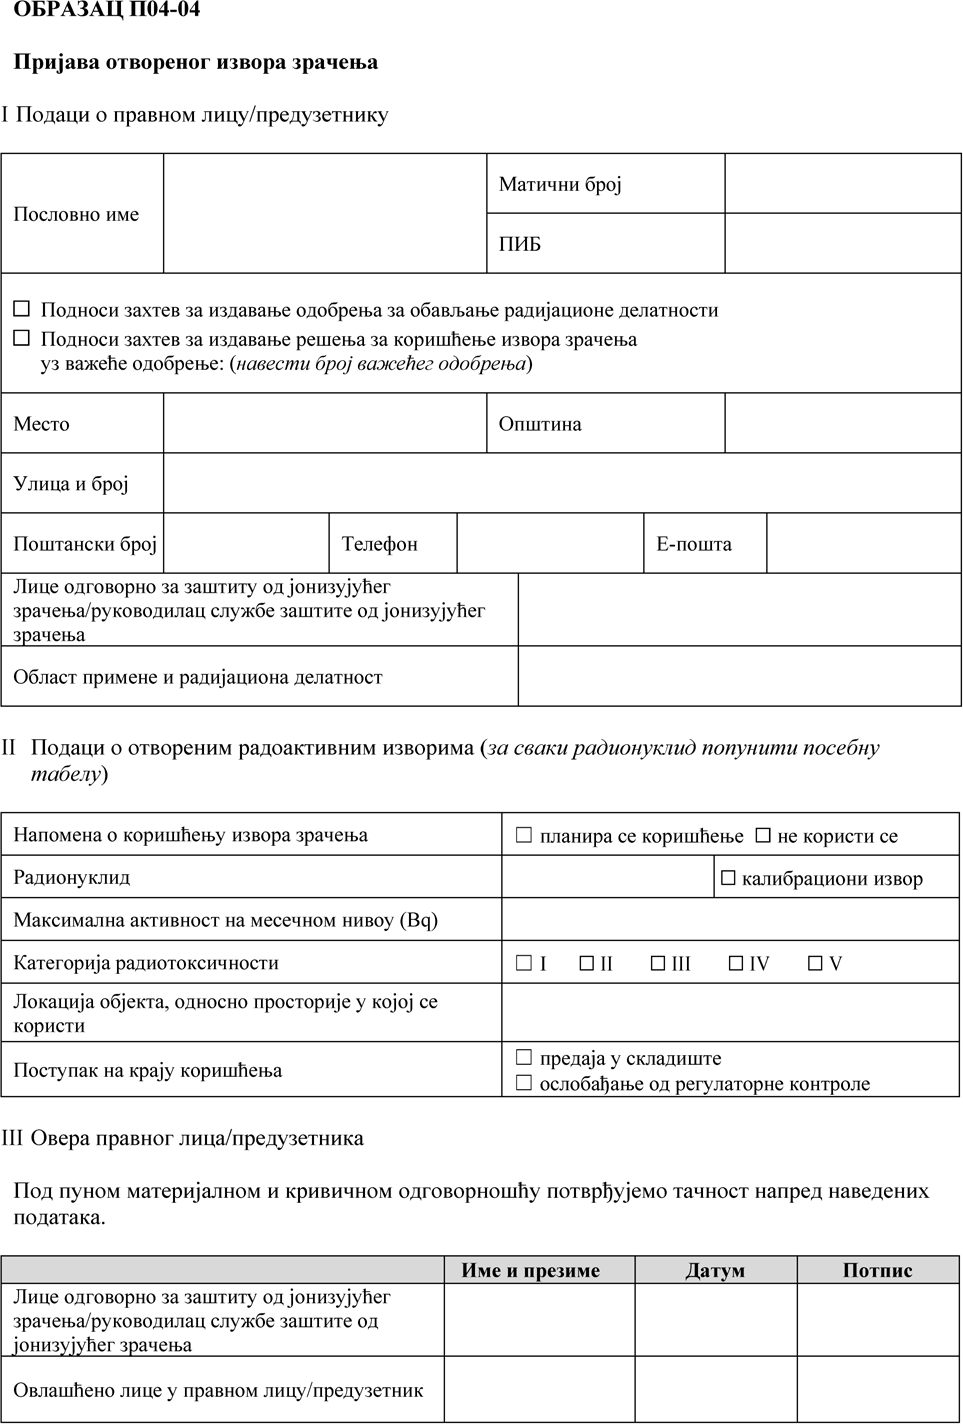 ОБРАЗАЦ П04-04
Пријава отвореног извора зрачења
I Подаци о правном лицу/предузетнику
Пословно име
Матични број
ПИБ
☐ Подноси захтев за издавање одобрења за обављање радијационе делатности
☐ Подноси захтев за издавање решења за коришћење извора зрачења
уз важеће одобрење: (навести број важећег одобрења)
Место
Општина
Улица и број
Поштански број
Телефон
Е-пошта
Лице одговорно за заштиту од јонизујућег
зрачења/руководилац службе заштите од јонизујућег
зрачења
Област примене и радијациона делатност
II Подаци о отвореним радиоактивним изворима (за сваки радионуклид попунити посебну
табелу)
Напомена о коришћењу извора зрачења
☐ планира се коришћење ☐ не користи се
Радионуклид
☐ калибрациони извор
Максимална активност на месечном нивоу (Bq)
Категорија радиотоксичности
☐ I ☐ II ☐ III ☐ IV ☐ V
Локација објекта, односно просторије у којој се
користи
Поступак на крају коришћења
☐ предаја у складиште
☐ ослобађање од регулаторне контроле
III Овера правног лица/предузетника
Под пуном материјалном и кривичном одговорношћу потврђујемо тачност напред наведених
података.
Име и презиме
Датум
Потпис
Лице одговорно за заштиту од јонизујућег
зрачења/руководилац службе заштите од
јонизујућег зрачења
Овлашћено лице у правном лицу/предузетник